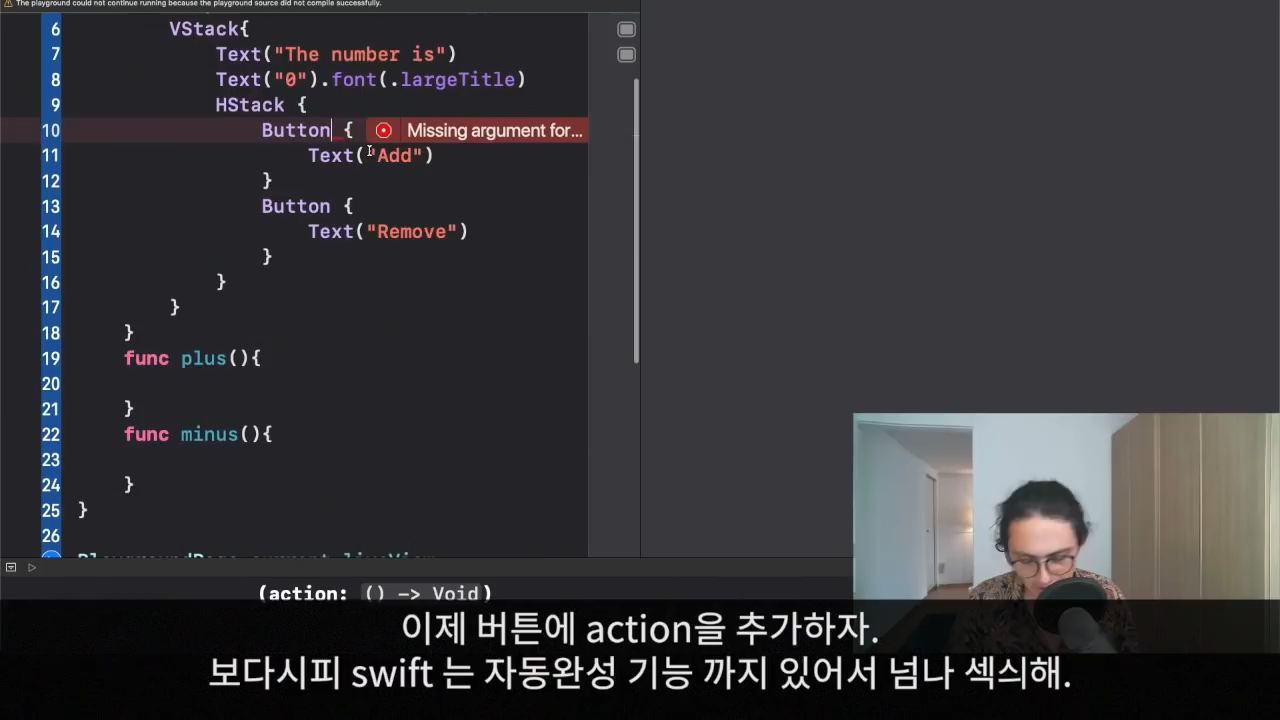 The playground could not continue running because the playground source did not compile successfully.
6 VStack{
7 Text("The number is")
8 Text("0").font(.largeTitle)
9 HStack {
10 Button { Missing argument for...
11 Text("Add")
12 }
13 Button {
14 Text("Remove")
15 }
16 }
17 }
18 }
19 func plus(){
20
21 }
22 func minus(){
23
24 }
25 }
26
(action: () -> Void)
이제 버튼에 action을 추가하자.
보다시피 swift 는 자동완성 기능 까지 있어서 넘나 섹싀해.